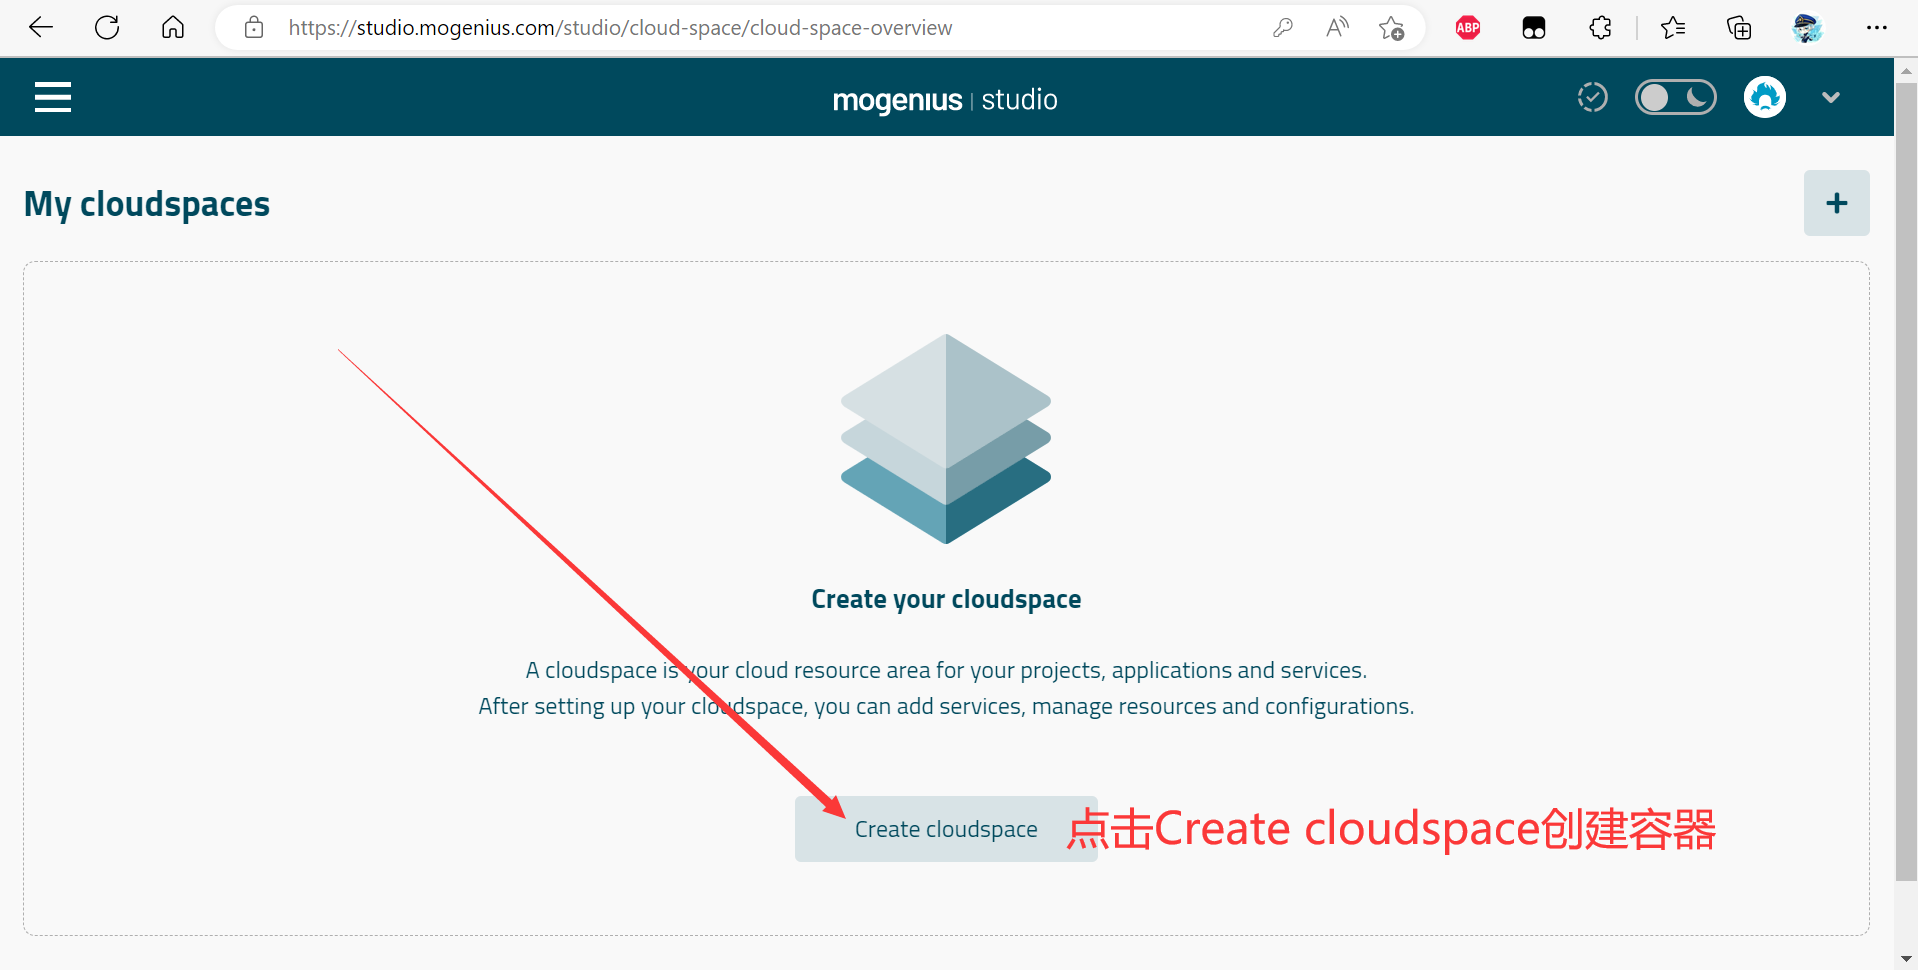 https://studio.mogenius.com/studio/cloud-space/cloud-space-overview
ABP
mogenius | studio
My cloudspaces
Create your cloudspace
A cloudspace is your cloud resource area for your projects, applications and services.
After setting up your cloudspace, you can add services, manage resources and configurations.
Create cloudspace
点击Create cloudspace创建容器